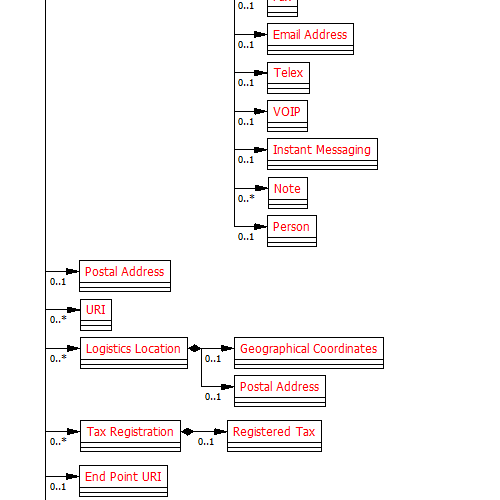 0..1
Email Address
0..1
Telex
0..1
VOIP
0..1
Instant Messaging
0..1
Note
0..*
Person
0..1
Postal Address
0..1
URI
0..*
Logistics Location
0..*
Geographical Coordinates
0..1
Postal Address
0..1
Tax Registration
0..*
Registered Tax
0..1
End Point URI
0..1